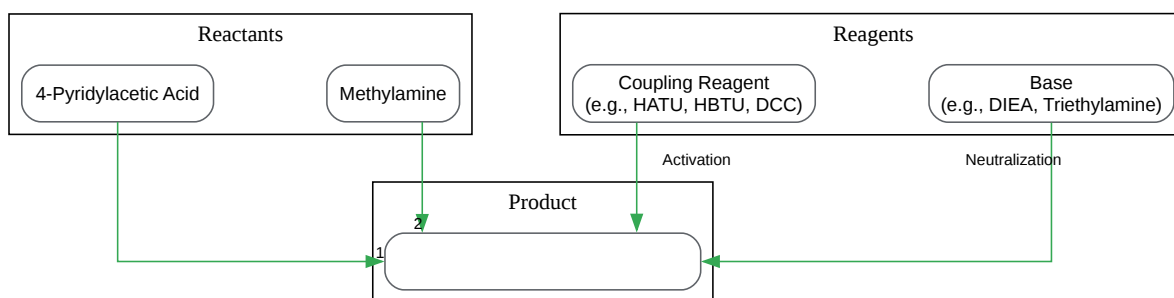 Reactants
Reagents
4-Pyridylacetic Acid
Methylamine
Coupling Reagent
(e.g., HATU, HBTU, DCC)
Base
(e.g., DIEA, Triethylamine)
Activation
Neutralization
Product
2
1